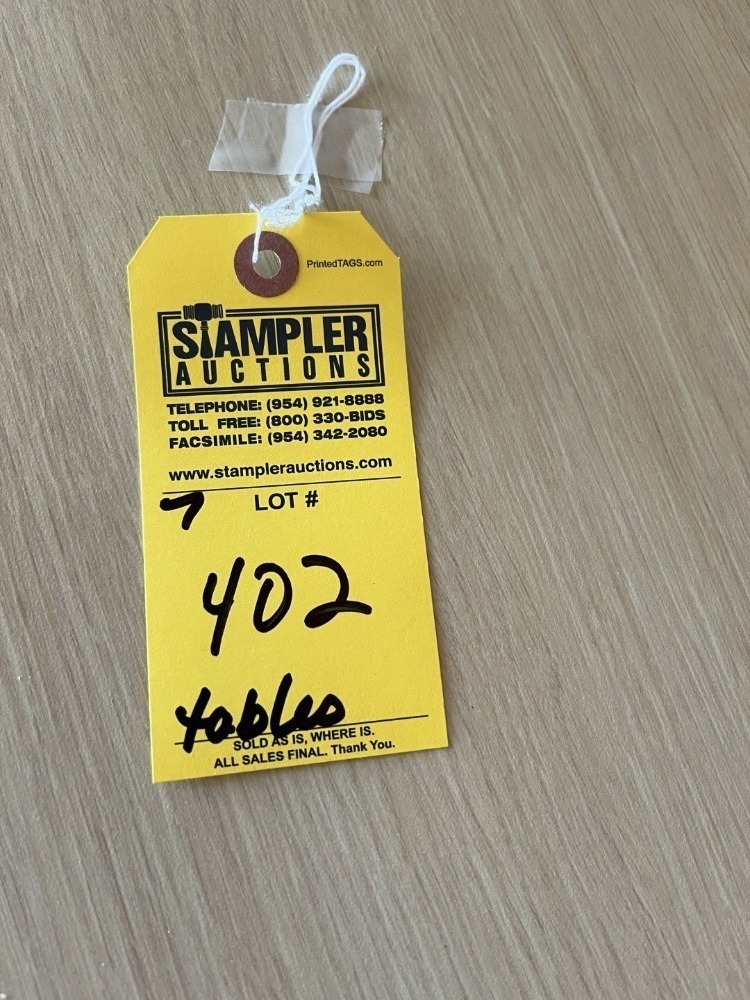 PrintedTAGS.com
STAMPLER
AUCTIONS
TELEPHONE: (954) 921-8888
TOLL FREE: (800) 330-BIDS
FACSIMILE: (954) 342-2080
www.stamplerauctions.com
LOT #
7
402
tables
SOLD AS IS, WHERE IS.
ALL SALES FINAL. Thank You.